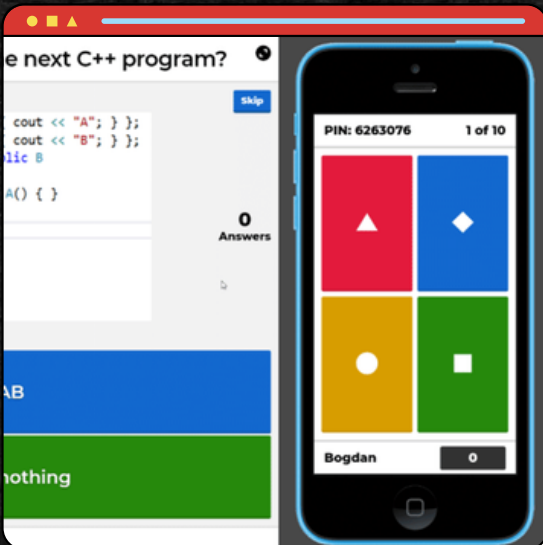 e next C++ program?
Skip
{ cout << "A"; } };
{ cout << "B"; } };
lic B
A() { }
0
Answers
AB
nothing
PIN: 6263076
1 of 10
Bogdan
0